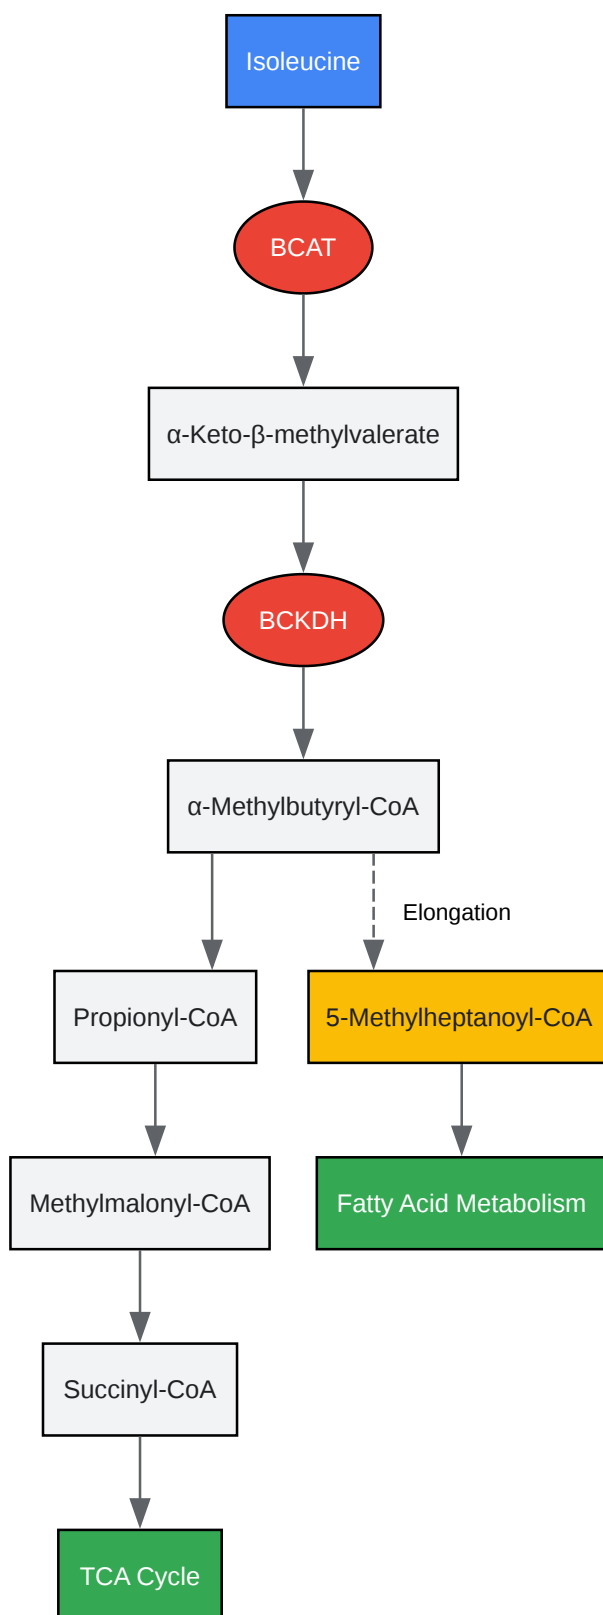 Isoleucine
BCAT
α-Keto-β-methylvalerate
BCKDH
α-Methylbutyryl-CoA
Elongation
Propionyl-CoA
5-Methylheptanoyl-CoA
Methylmalonyl-CoA
Fatty Acid Metabolism
Succinyl-CoA
TCA Cycle